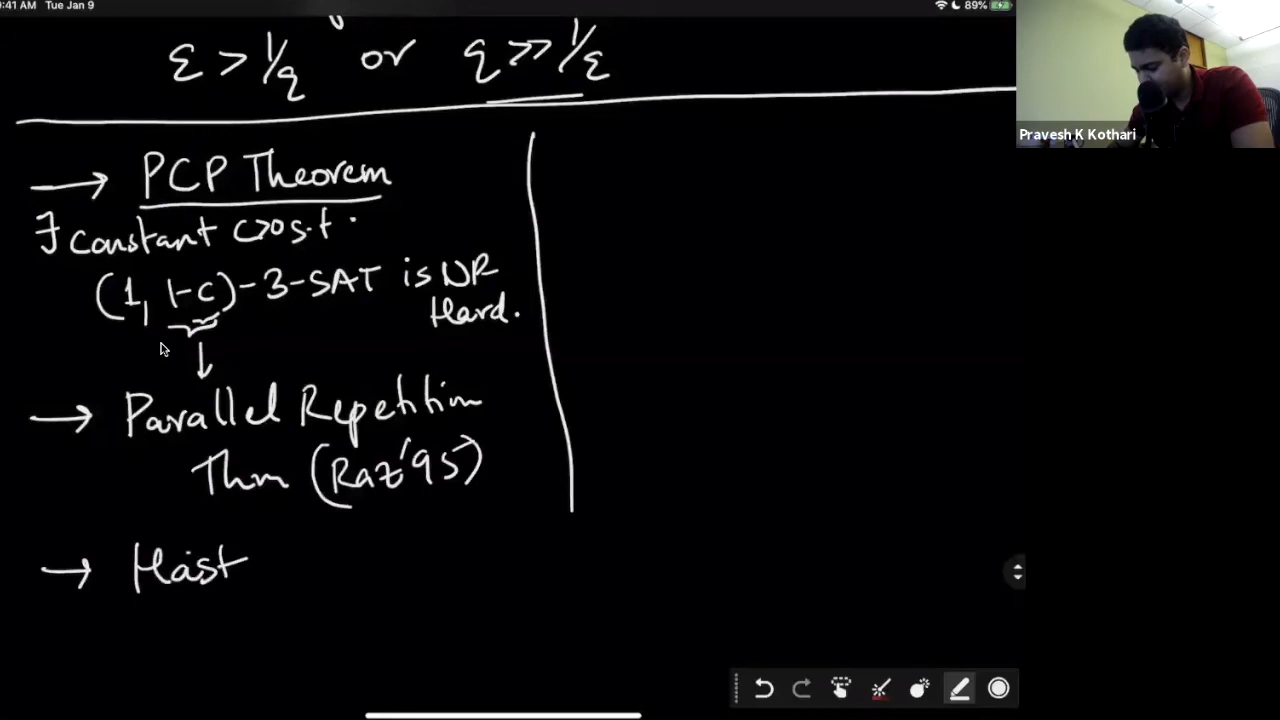 9:41 AM Tue Jan 9
89%
ε > 1/q or q >> 1/ε
Pravesh K Kothari
→ PCP Theorem
∃ constant c>0 s.t.
(1, 1-c)-3-SAT is NP
Hard.
→ Parallel Repetition
Thm (Raz'95)
→ Håst